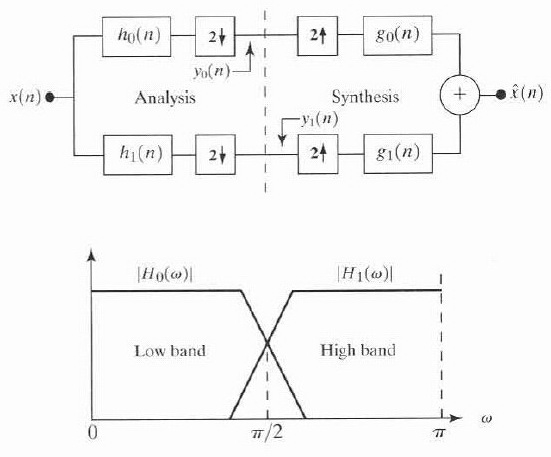 h₀(n) 2↓ 2↑ g₀(n)
y₀(n)
x(n) Analysis Synthesis + x̂(n)
y₁(n)
h₁(n) 2↓ 2↑ g₁(n)
|H₀(ω)| |H₁(ω)|
Low band High band
ω
0 π/2 π